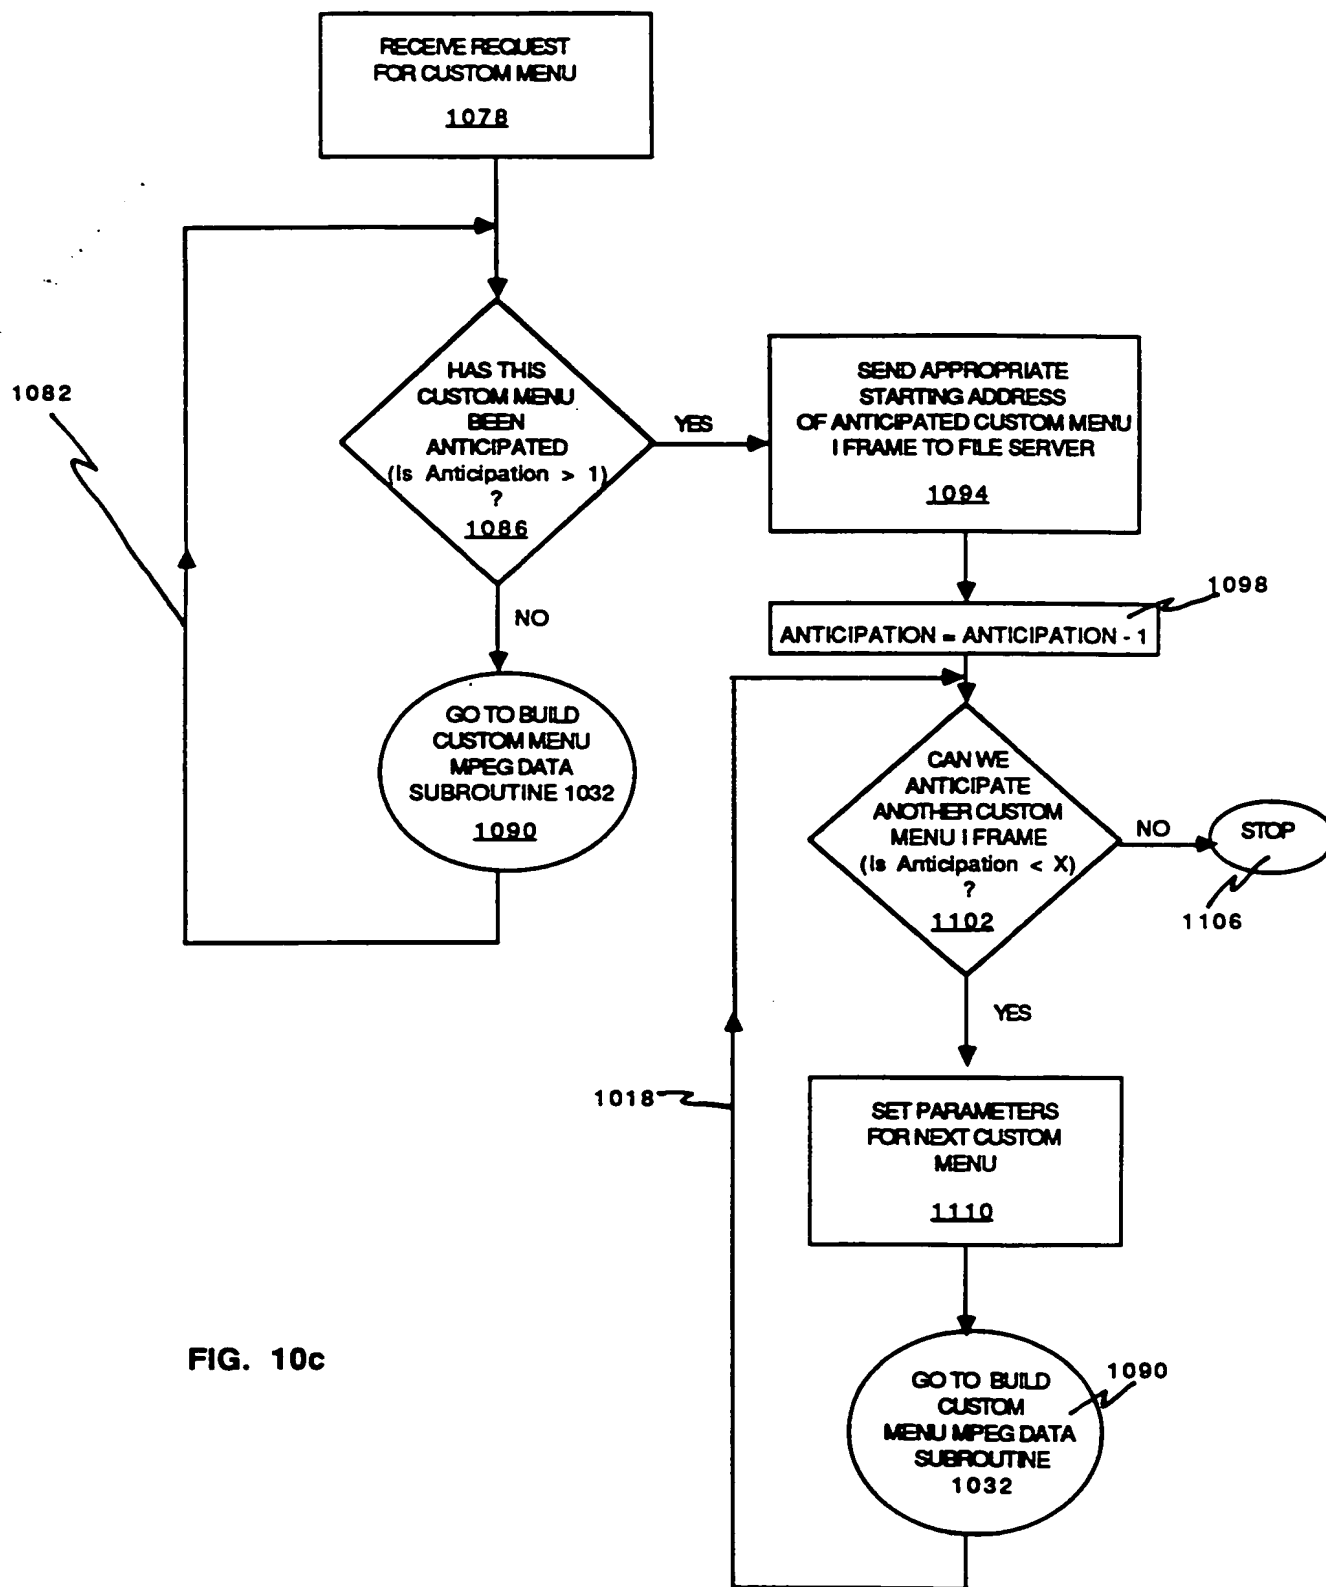 RECEIVE REQUEST
FOR CUSTOM MENU
1078
1082
HAS THIS
CUSTOM MENU
BEEN
ANTICIPATED
(Is Anticipation > 1)
?
1086
YES
SEND APPROPRIATE
STARTING ADDRESS
OF ANTICIPATED CUSTOM MENU
I FRAME TO FILE SERVER
1094
NO
1098
ANTICIPATION = ANTICIPATION - 1
GO TO BUILD
CUSTOM MENU
MPEG DATA
SUBROUTINE 1032
1090
CAN WE
ANTICIPATE
ANOTHER CUSTOM
MENU I FRAME
(Is Anticipation < X)
?
1102
NO
STOP
1106
YES
1018
SET PARAMETERS
FOR NEXT CUSTOM
MENU
1110
GO TO BUILD
CUSTOM
MENU MPEG DATA
SUBROUTINE
1032
1090
FIG. 10c